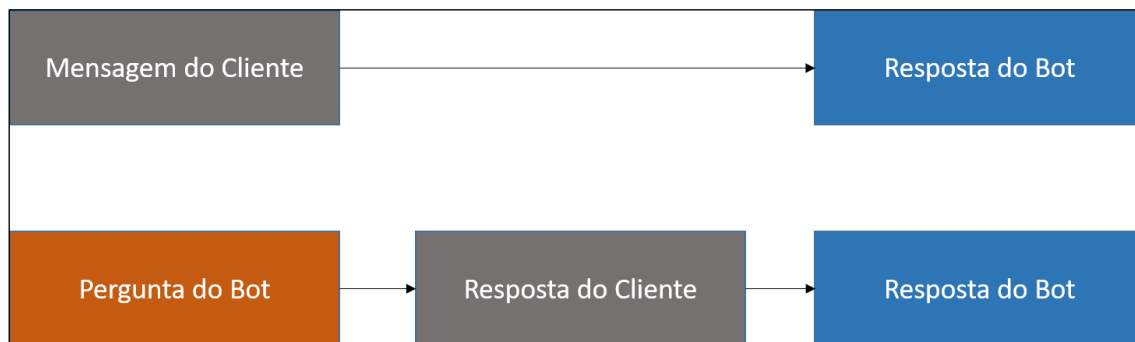 Mensagem do Cliente
Resposta do Bot
Pergunta do Bot
Resposta do Cliente
Resposta do Bot